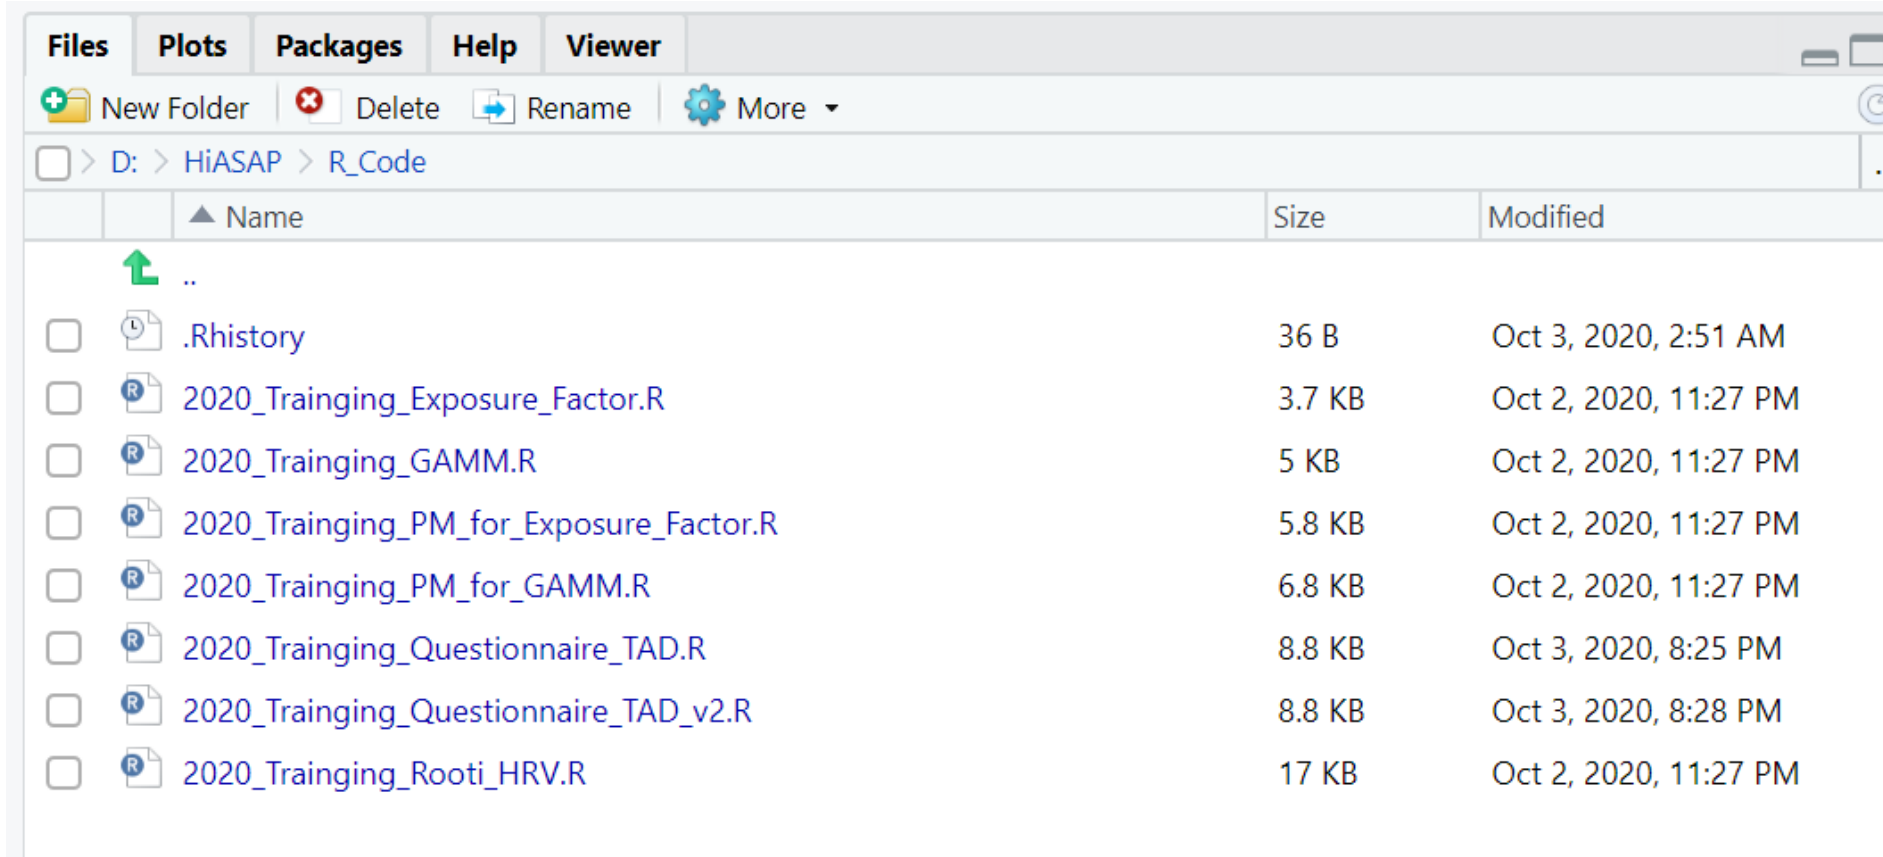 Files Plots Packages Help Viewer
New Folder Delete Rename More
D: HiASAP R_Code
Name Size Modified
..
.Rhistory 36 B Oct 3, 2020, 2:51 AM
2020_Trainging_Exposure_Factor.R 3.7 KB Oct 2, 2020, 11:27 PM
2020_Trainging_GAMM.R 5 KB Oct 2, 2020, 11:27 PM
2020_Trainging_PM_for_Exposure_Factor.R 5.8 KB Oct 2, 2020, 11:27 PM
2020_Trainging_PM_for_GAMM.R 6.8 KB Oct 2, 2020, 11:27 PM
2020_Trainging_Questionnaire_TAD.R 8.8 KB Oct 3, 2020, 8:25 PM
2020_Trainging_Questionnaire_TAD_v2.R 8.8 KB Oct 3, 2020, 8:28 PM
2020_Trainging_Rooti_HRV.R 17 KB Oct 2, 2020, 11:27 PM